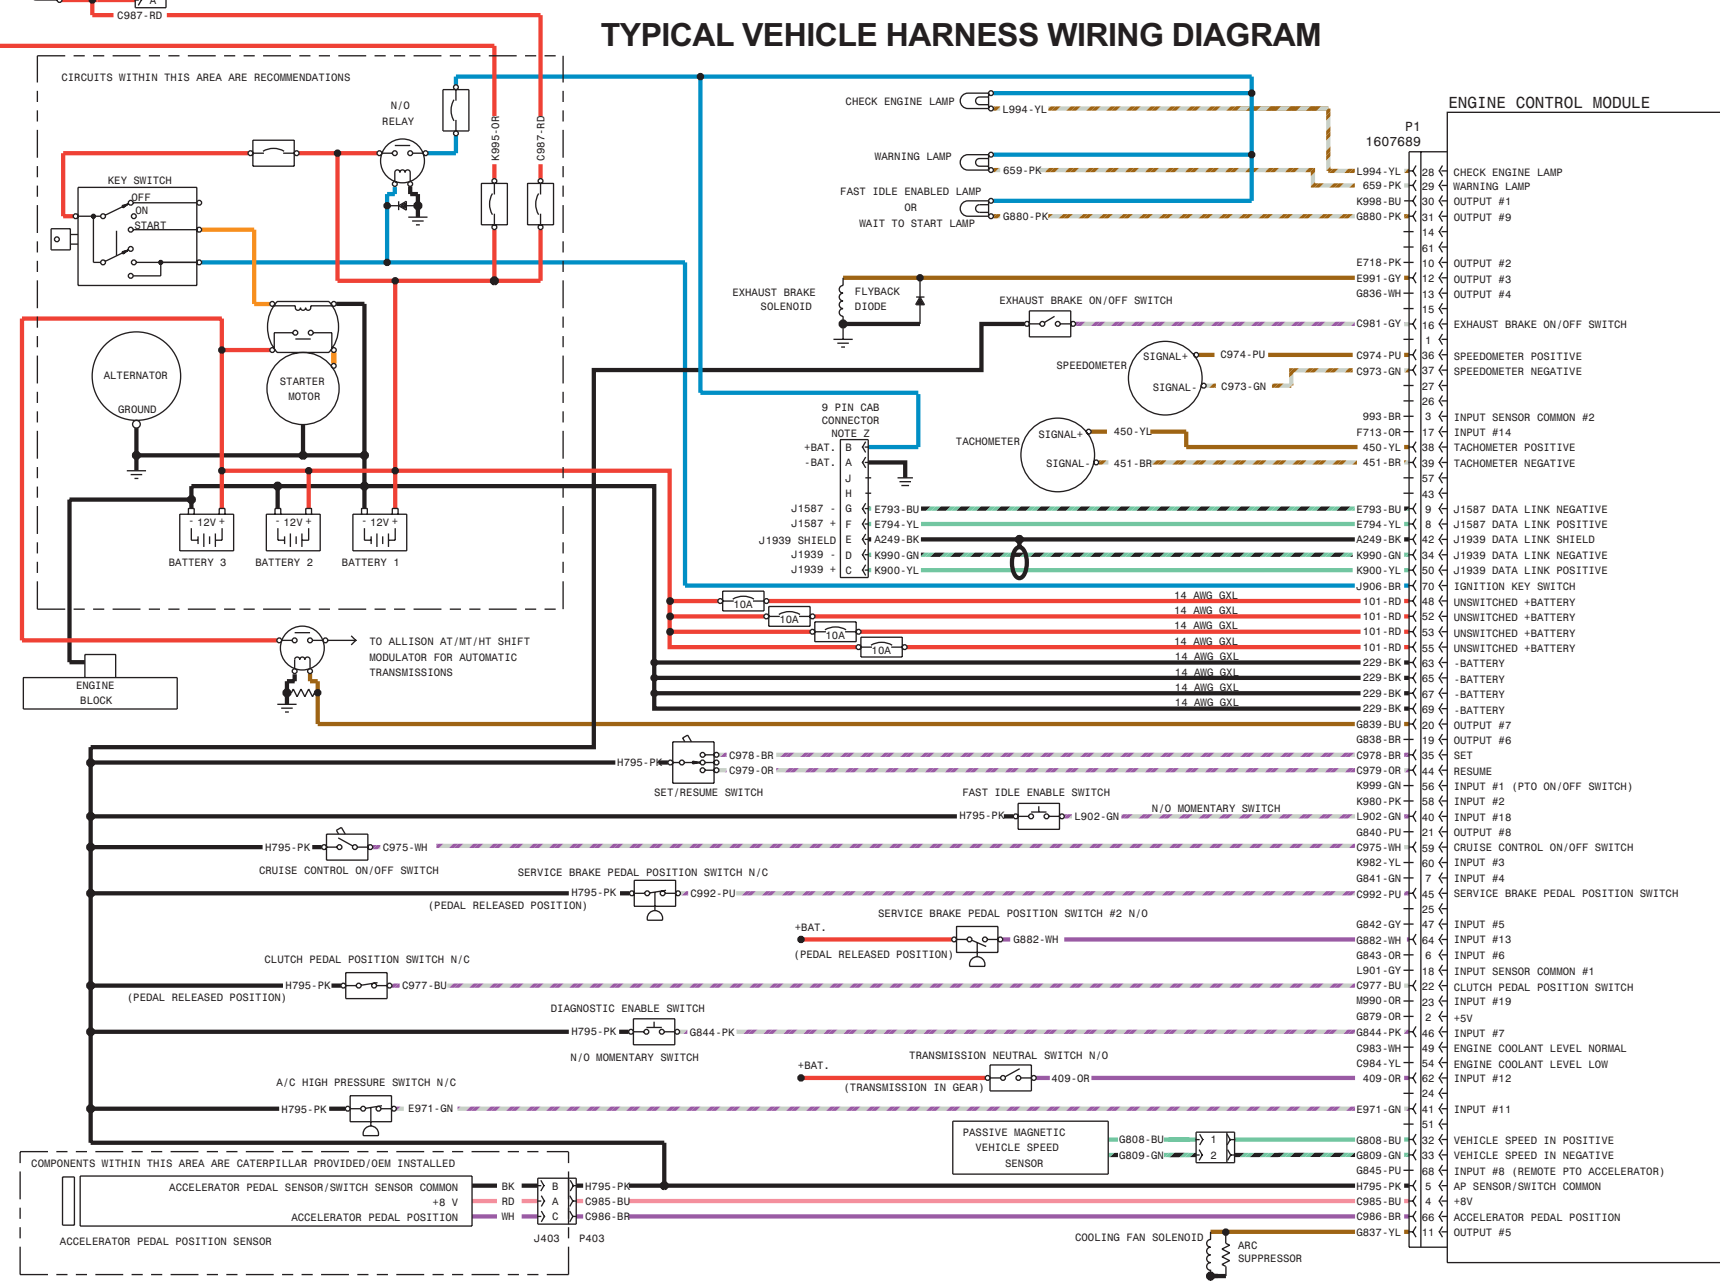 A
C987-RD
TYPICAL VEHICLE HARNESS WIRING DIAGRAM
CIRCUITS WITHIN THIS AREA ARE RECOMMENDATIONS
N/O
RELAY
K995-OR
C987-RD
KEY SWITCH
OFF
ON
START
ALTERNATOR
GROUND
STARTER
MOTOR
- 12V +
- 12V +
- 12V +
BATTERY 3
BATTERY 2
BATTERY 1
ENGINE
BLOCK
TO ALLISON AT/MT/HT SHIFT
MODULATOR FOR AUTOMATIC
TRANSMISSIONS
CHECK ENGINE LAMP
L994-YL
WARNING LAMP
659-PK
FAST IDLE ENABLED LAMP
OR
WAIT TO START LAMP
G880-PK
EXHAUST BRAKE
SOLENOID
FLYBACK
DIODE
EXHAUST BRAKE ON/OFF SWITCH
SPEEDOMETER
SIGNAL+
C974-PU
SIGNAL-
C973-GN
TACHOMETER
SIGNAL+
450-YL
SIGNAL-
451-BR
9 PIN CAB
CONNECTOR
NOTE Z
+BAT. B
-BAT. A
J
H
J1587 - G E793-BU
J1587 + F E794-YL
J1939 SHIELD E A249-BK
J1939 - D K990-GN
J1939 + C K900-YL
10A
10A
10A
10A
14 AWG GXL
14 AWG GXL
14 AWG GXL
14 AWG GXL
14 AWG GXL
14 AWG GXL
14 AWG GXL
14 AWG GXL
H795-PK
C978-BR
C979-OR
SET/RESUME SWITCH
FAST IDLE ENABLE SWITCH
H795-PK
L902-GN
N/O MOMENTARY SWITCH
H795-PK
C975-WH
CRUISE CONTROL ON/OFF SWITCH
SERVICE BRAKE PEDAL POSITION SWITCH N/C
H795-PK
C992-PU
(PEDAL RELEASED POSITION)
SERVICE BRAKE PEDAL POSITION SWITCH #2 N/O
+BAT.
G882-WH
(PEDAL RELEASED POSITION)
CLUTCH PEDAL POSITION SWITCH N/C
H795-PK
C977-BU
(PEDAL RELEASED POSITION)
DIAGNOSTIC ENABLE SWITCH
H795-PK
G844-PK
N/O MOMENTARY SWITCH
TRANSMISSION NEUTRAL SWITCH N/O
+BAT.
409-OR
(TRANSMISSION IN GEAR)
A/C HIGH PRESSURE SWITCH N/C
H795-PK
E971-GN
PASSIVE MAGNETIC
VEHICLE SPEED
SENSOR
G808-BU
1
G809-GN
2
COMPONENTS WITHIN THIS AREA ARE CATERPILLAR PROVIDED/OEM INSTALLED
ACCELERATOR PEDAL SENSOR/SWITCH SENSOR COMMON BK B H795-PK
+8 V RD A C985-BU
ACCELERATOR PEDAL POSITION WH C C986-BR
ACCELERATOR PEDAL POSITION SENSOR
J403 P403
COOLING FAN SOLENOID
ARC
SUPPRESSOR
ENGINE CONTROL MODULE
P1
1607689
L994-YL 28 CHECK ENGINE LAMP
659-PK 29 WARNING LAMP
K998-BU 30 OUTPUT #1
G880-PK 31 OUTPUT #9
14
61
E718-PK 10 OUTPUT #2
E991-GY 12 OUTPUT #3
G836-WH 13 OUTPUT #4
15
C981-GY 16 EXHAUST BRAKE ON/OFF SWITCH
1
C974-PU 36 SPEEDOMETER POSITIVE
C973-GN 37 SPEEDOMETER NEGATIVE
27
26
993-BR 3 INPUT SENSOR COMMON #2
F713-OR 17 INPUT #14
450-YL 38 TACHOMETER POSITIVE
451-BR 39 TACHOMETER NEGATIVE
57
43
E793-BU 9 J1587 DATA LINK NEGATIVE
E794-YL 8 J1587 DATA LINK POSITIVE
A249-BK 42 J1939 DATA LINK SHIELD
K990-GN 34 J1939 DATA LINK NEGATIVE
K900-YL 50 J1939 DATA LINK POSITIVE
J906-BR 70 IGNITION KEY SWITCH
101-RD 48 UNSWITCHED +BATTERY
101-RD 52 UNSWITCHED +BATTERY
101-RD 53 UNSWITCHED +BATTERY
101-RD 55 UNSWITCHED +BATTERY
229-BK 63 -BATTERY
229-BK 65 -BATTERY
229-BK 67 -BATTERY
229-BK 69 -BATTERY
G839-BU 20 OUTPUT #7
G838-BR 19 OUTPUT #6
C978-BR 35 SET
C979-OR 44 RESUME
K999-GN 56 INPUT #1 (PTO ON/OFF SWITCH)
K980-PK 58 INPUT #2
L902-GN 40 INPUT #18
G840-PU 21 OUTPUT #8
C975-WH 59 CRUISE CONTROL ON/OFF SWITCH
K982-YL 60 INPUT #3
G841-GN 7 INPUT #4
C992-PU 45 SERVICE BRAKE PEDAL POSITION SWITCH
25
G842-GY 47 INPUT #5
G882-WH 64 INPUT #13
G843-OR 6 INPUT #6
L901-GY 18 INPUT SENSOR COMMON #1
C977-BU 22 CLUTCH PEDAL POSITION SWITCH
M990-OR 23 INPUT #19
G879-OR 2 +5V
G844-PK 46 INPUT #7
C983-WH 49 ENGINE COOLANT LEVEL NORMAL
C984-YL 54 ENGINE COOLANT LEVEL LOW
409-OR 62 INPUT #12
24
E971-GN 41 INPUT #11
51
G808-BU 32 VEHICLE SPEED IN POSITIVE
G809-GN 33 VEHICLE SPEED IN NEGATIVE
G845-PU 68 INPUT #8 (REMOTE PTO ACCELERATOR)
H795-PK 5 AP SENSOR/SWITCH COMMON
C985-BU 4 +8V
C986-BR 66 ACCELERATOR PEDAL POSITION
G837-YL 11 OUTPUT #5